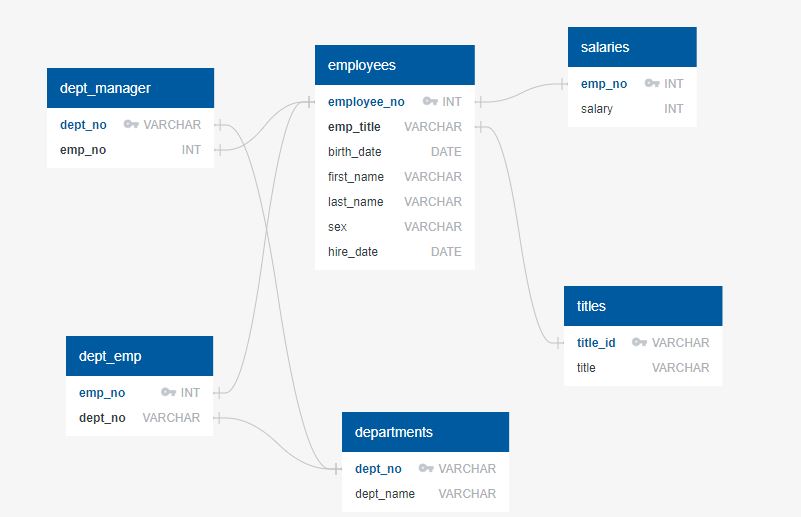 dept_manager
dept_no VARCHAR
emp_no INT
employees
employee_no INT
emp_title VARCHAR
birth_date DATE
first_name VARCHAR
last_name VARCHAR
sex VARCHAR
hire_date DATE
salaries
emp_no INT
salary INT
titles
title_id VARCHAR
title VARCHAR
dept_emp
emp_no INT
dept_no VARCHAR
departments
dept_no VARCHAR
dept_name VARCHAR